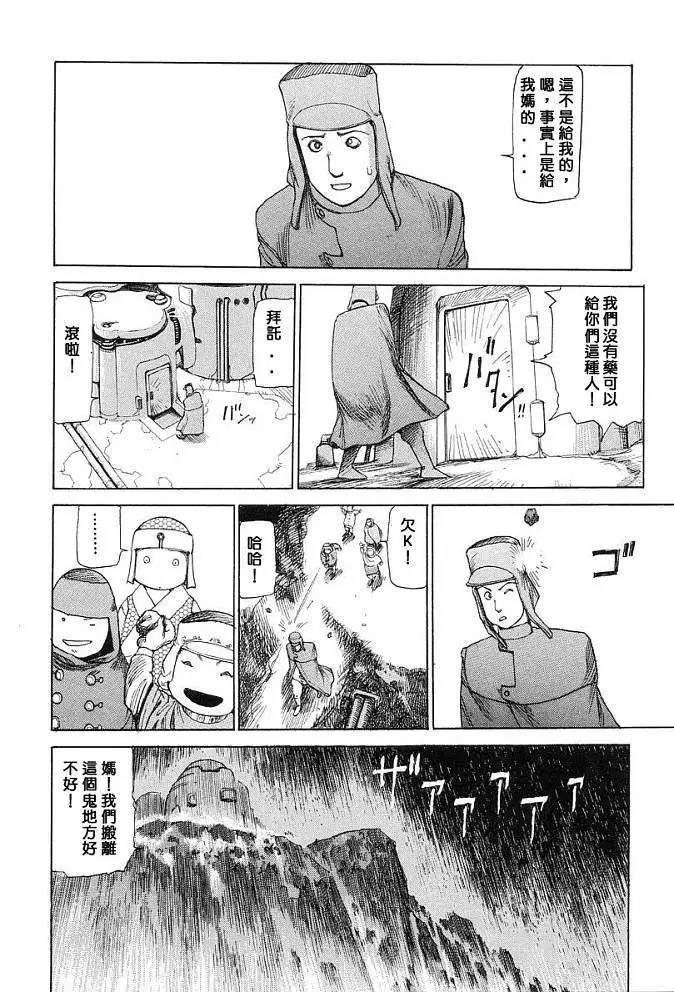 這不是給我的，
嗯，事實上是給
我媽的．．．
我們沒有藥可以
給你們這種人！
バタン
拜託．．
滾啦！
バン
ゴ
欠K！
哈哈！
………
媽！我們搬離
這個鬼地方好
不好！
ザアアアア